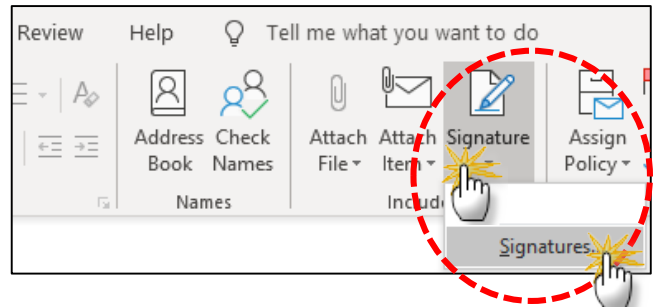 Review Help Tell me what you want to do
Address Check Attach Attach Signature Assign
Book Names File Item Policy
Names Includ
Signatures...